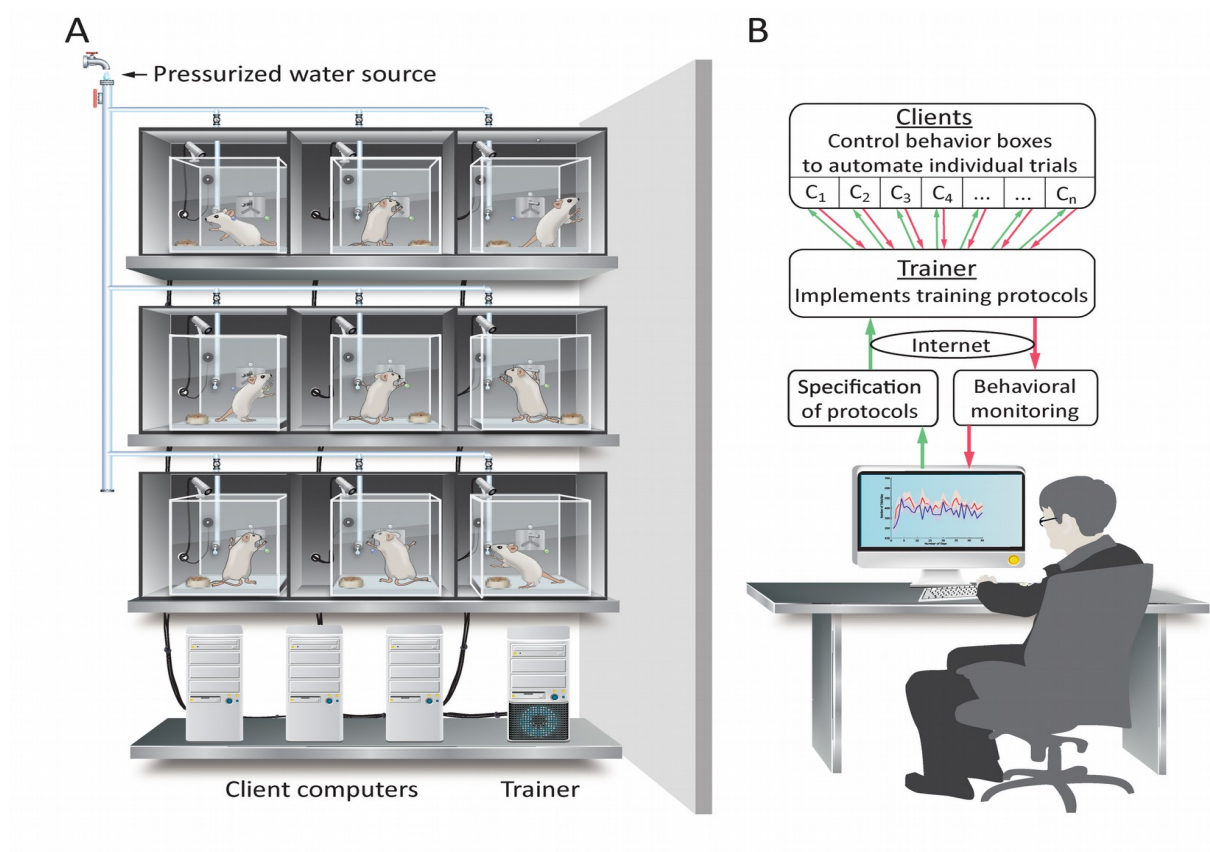 A
Pressurized water source
Client computers
Trainer
B
Clients
Control behavior boxes
to automate individual trials
C1 C2 C3 C4 ... ... Cn
Trainer
Implements training protocols
Internet
Specification
of protocols
Behavioral
monitoring